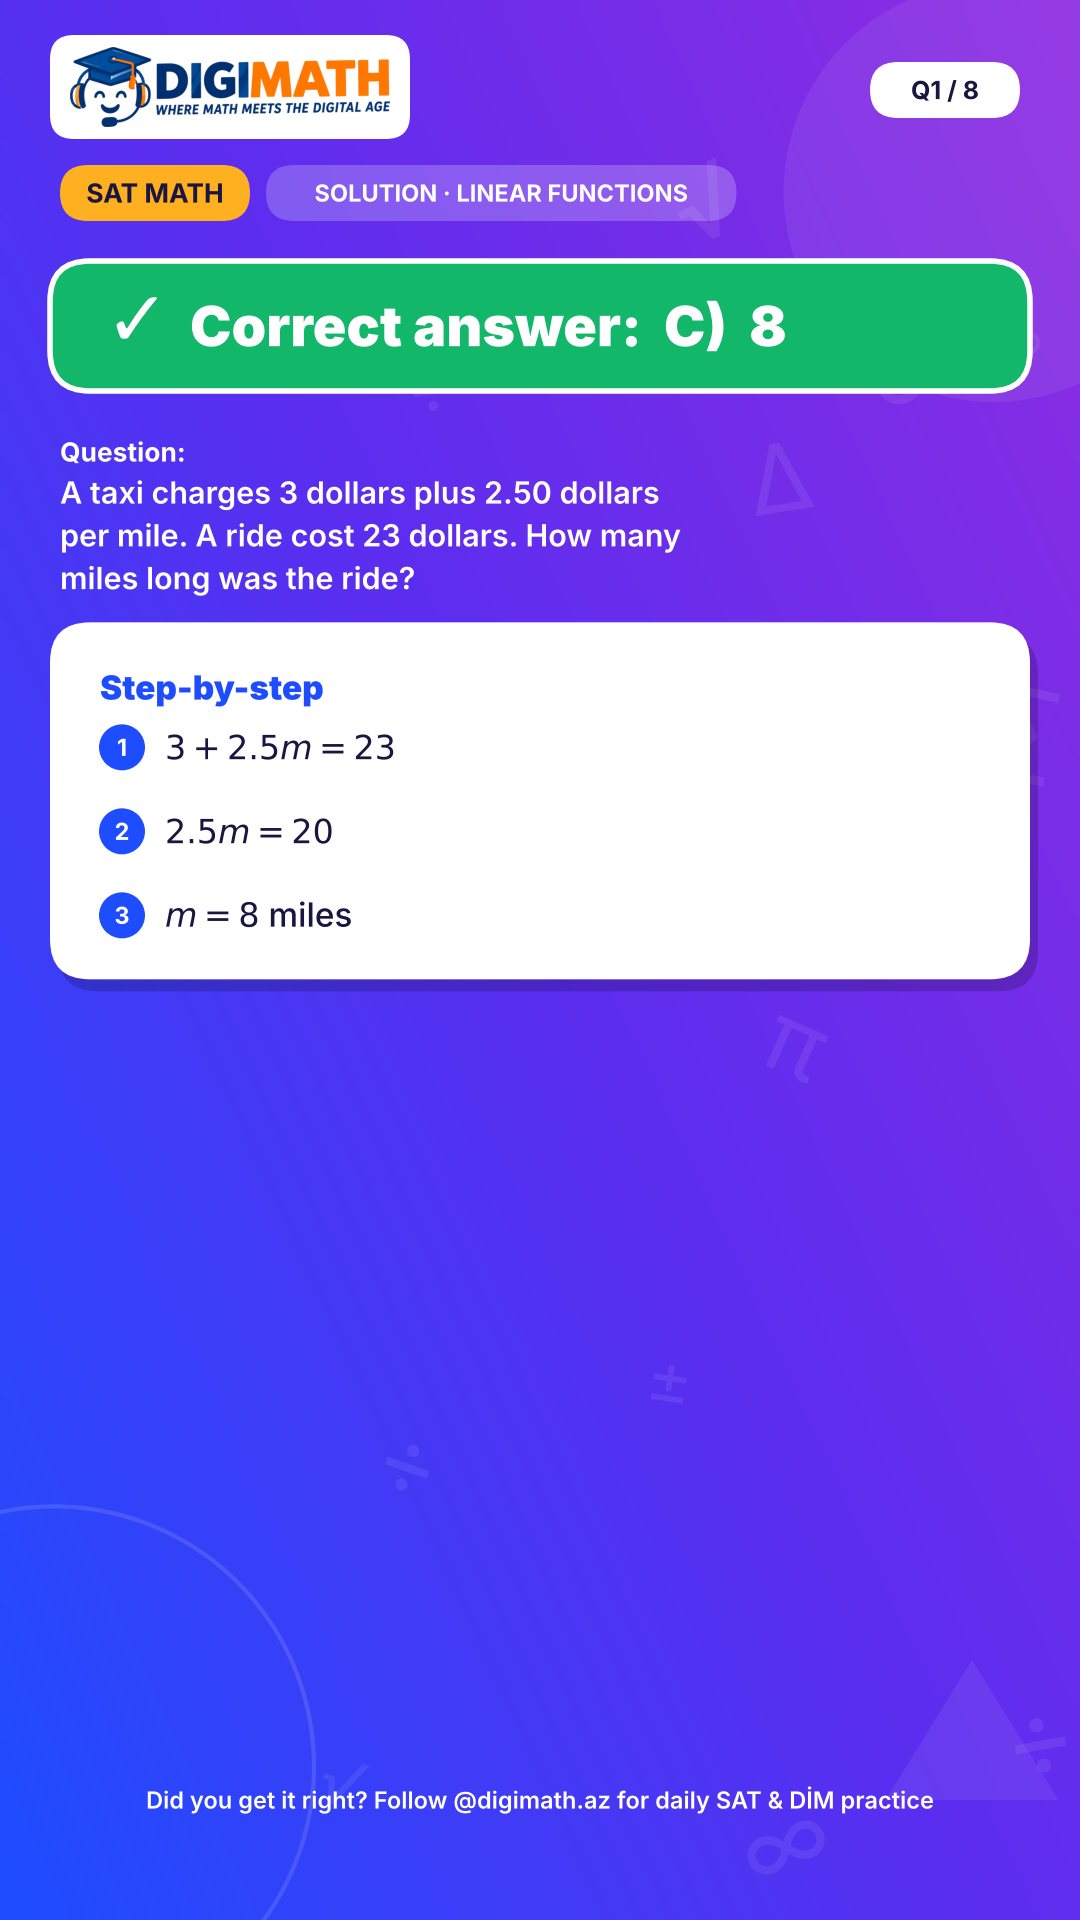 DIGIMATH
WHERE MATH MEETS THE DIGITAL AGE
Q1 / 8
SAT MATH
SOLUTION · LINEAR FUNCTIONS
✓ Correct answer: C) 8
Question:
A taxi charges 3 dollars plus 2.50 dollars
per mile. A ride cost 23 dollars. How many
miles long was the ride?
Step-by-step
1 3 + 2.5m = 23
2 2.5m = 20
3 m = 8 miles
Did you get it right? Follow @digimath.az for daily SAT & DİM practice